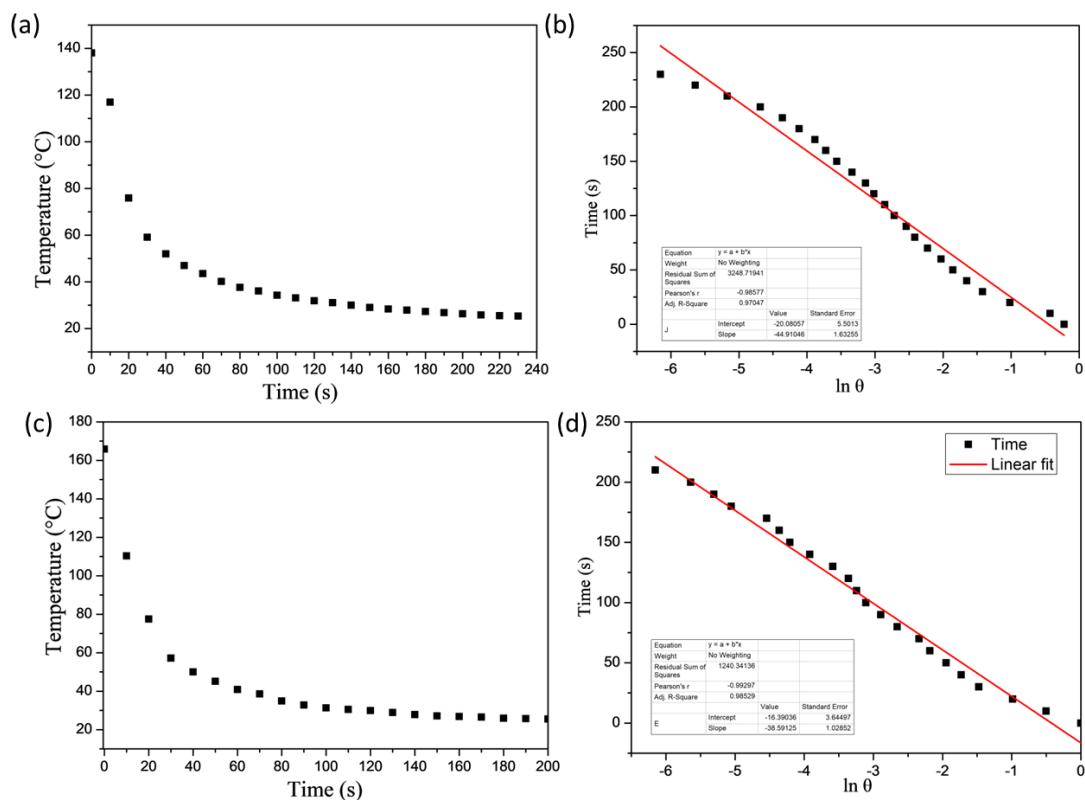 (a)
140
120
100
80
60
40
20
0 20 40 60 80 100 120 140 160 180 200 220 240
Temperature (°C)
Time (s)
(b)
250
200
150
100
50
0
-6 -5 -4 -3 -2 -1 0
Time (s)
ln θ
Equation y = a + b*x
Weight No Weighting
Residual Sum of
Squares
3248.71941
Pearson's r -0.98577
Adj. R-Square 0.97047
Value Standard Error
J
Intercept -20.08057 5.5013
Slope -44.91046 1.63255
(c)
180
160
140
120
100
80
60
40
20
0 20 40 60 80 100 120 140 160 180 200
Temperature (°C)
Time (s)
(d)
250
200
150
100
50
0
-6 -5 -4 -3 -2 -1 0
Time (s)
ln θ
Time
Linear fit
Equation y = a + b*x
Weight No Weighting
Residual Sum of
Squares
1240.34136
Pearson's r -0.99297
Adj. R-Square 0.98529
Value Standard Error
E
Intercept -16.39036 3.64497
Slope -38.59125 1.02852